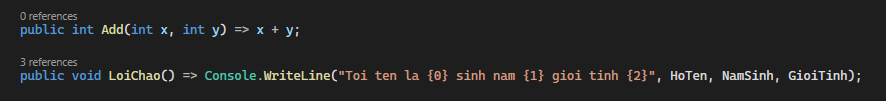 0 references
public int Add(int x, int y) => x + y;
3 references
public void LoiChao() => Console.WriteLine("Toi ten la {0} sinh nam {1} gioi tinh {2}", HoTen, NamSinh, GioiTinh);